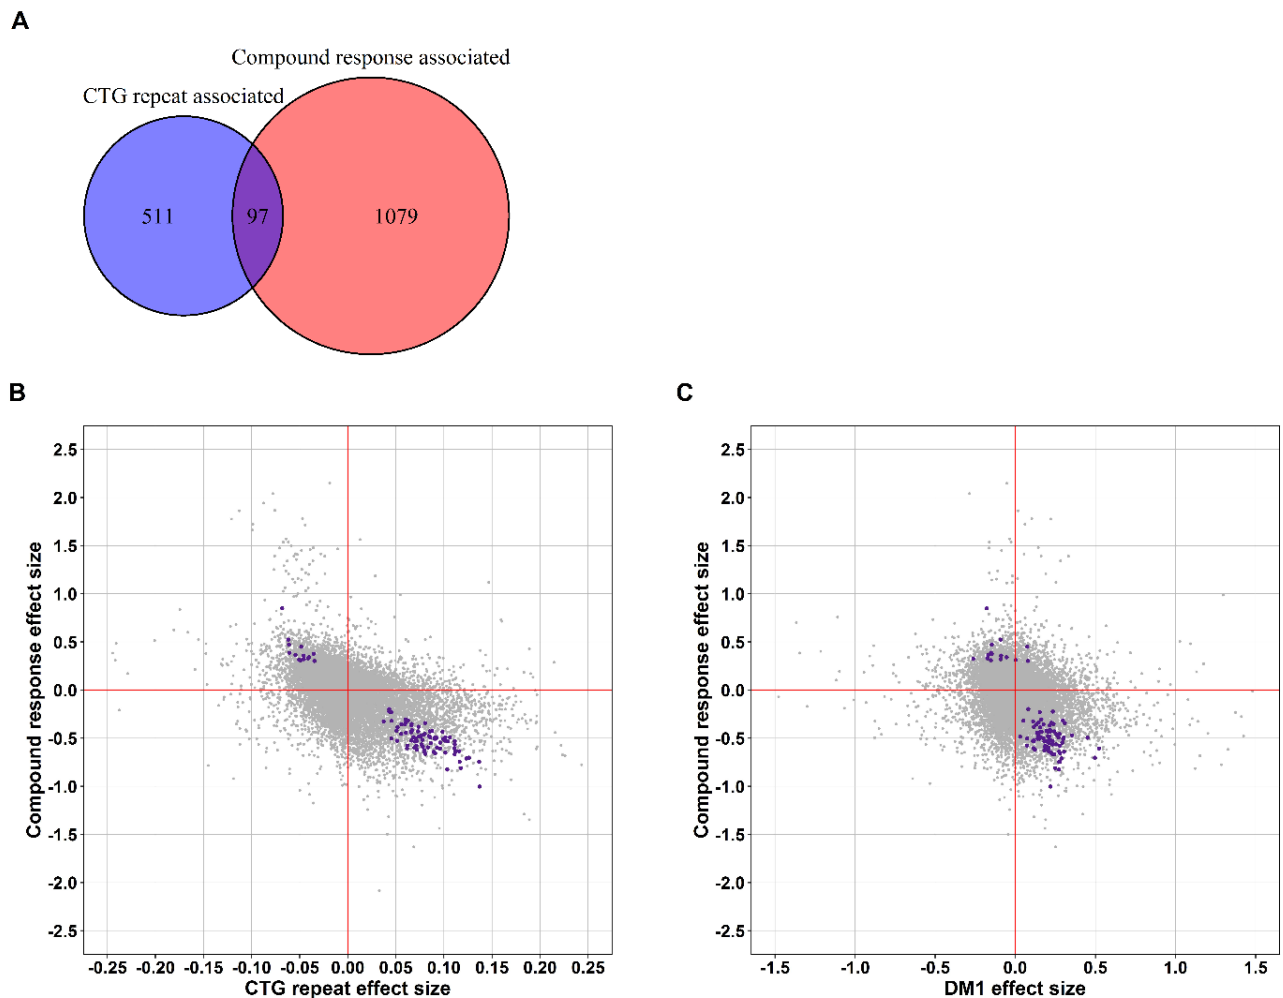 A
Compound response associated
CTG repeat associated
511 97 1079
B
2.5
2.0
1.5
1.0
0.5
0.0
-0.5
-1.0
-1.5
-2.0
-2.5
Compound response effect size
-0.25 -0.20 -0.15 -0.10 -0.05 0.00 0.05 0.10 0.15 0.20 0.25
CTG repeat effect size
C
2.5
2.0
1.5
1.0
0.5
0.0
-0.5
-1.0
-1.5
-2.0
-2.5
Compound response effect size
-1.5 -1.0 -0.5 0.0 0.5 1.0 1.5
DM1 effect size